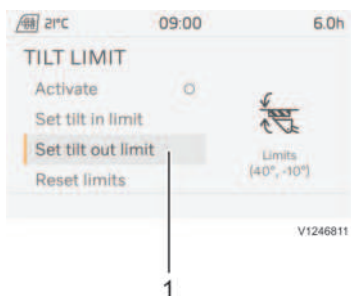 21°C 09:00 6.0h
TILT LIMIT
Activate
Set tilt in limit
Set tilt out limit
Reset limits
Limits
(40°, -10°)
V1246811
1